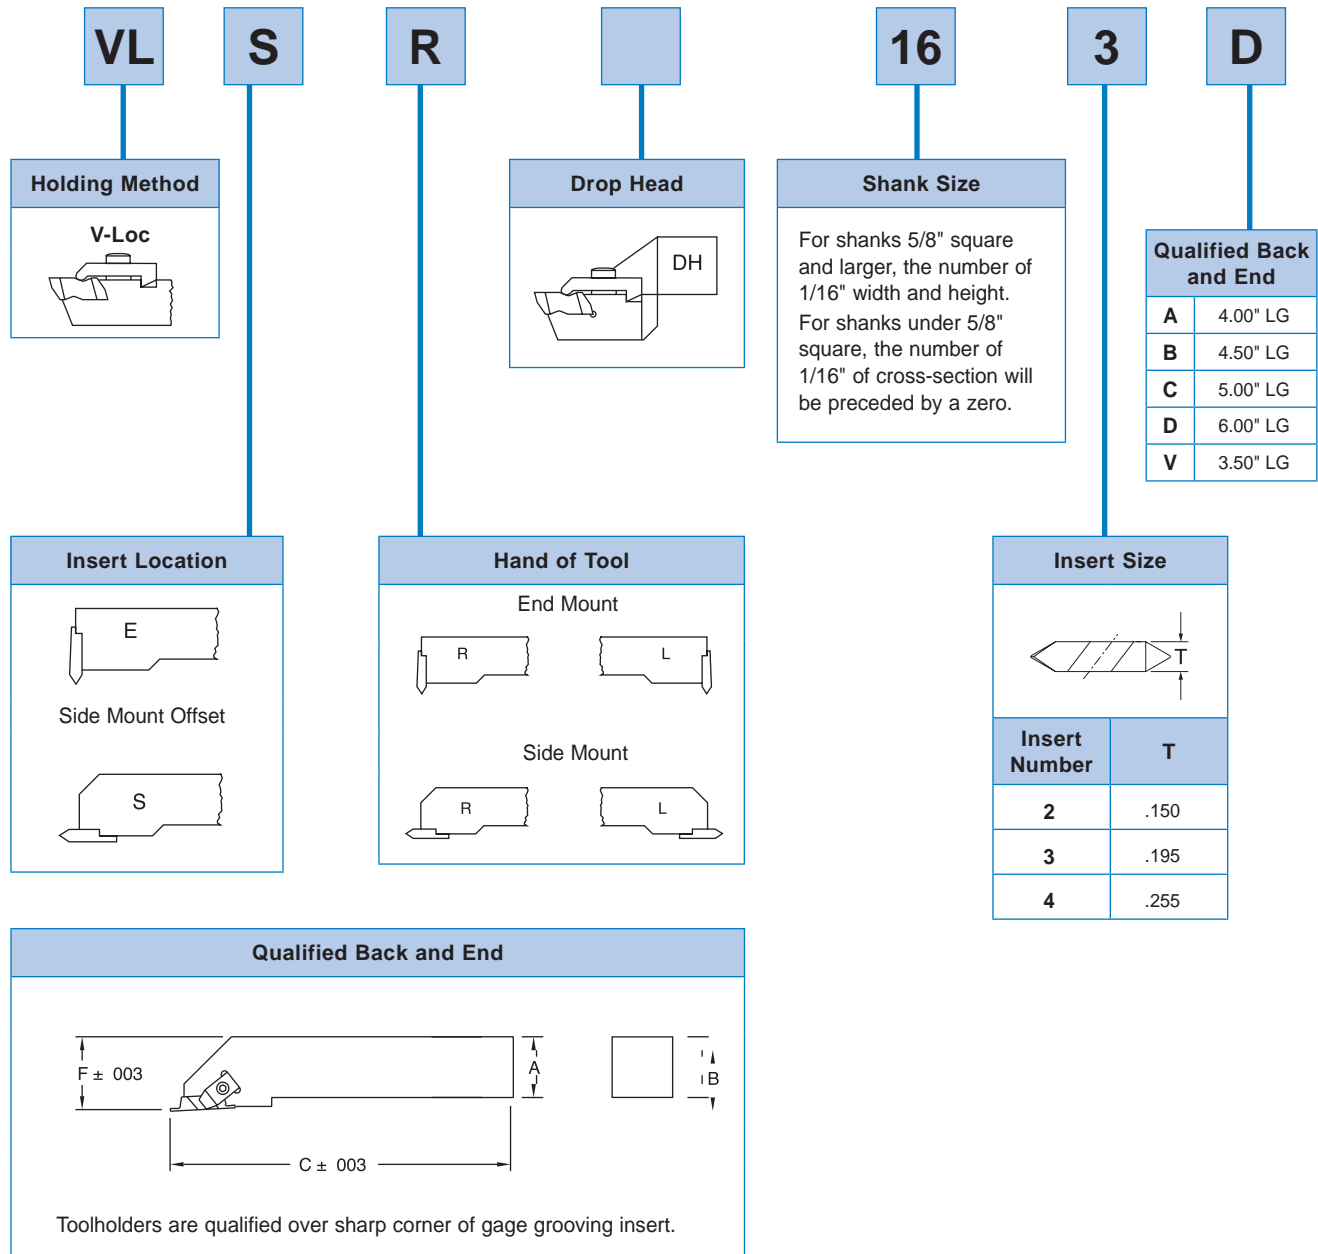 VL S R 16 3 D
Holding Method
V-Loc
Drop Head
DH
Shank Size
For shanks 5/8" square
and larger, the number of
1/16" width and height.
For shanks under 5/8"
square, the number of
1/16" of cross-section will
be preceded by a zero.
Qualified Back
and End
A 4.00" LG
B 4.50" LG
C 5.00" LG
D 6.00" LG
V 3.50" LG
Insert Location
E
Side Mount Offset
S
Hand of Tool
End Mount
R L
Side Mount
R L
Insert Size
T
Insert
Number
T
2 .150
3 .195
4 .255
Qualified Back and End
F ± 003
A
B
C ± 003
Toolholders are qualified over sharp corner of gage grooving insert.